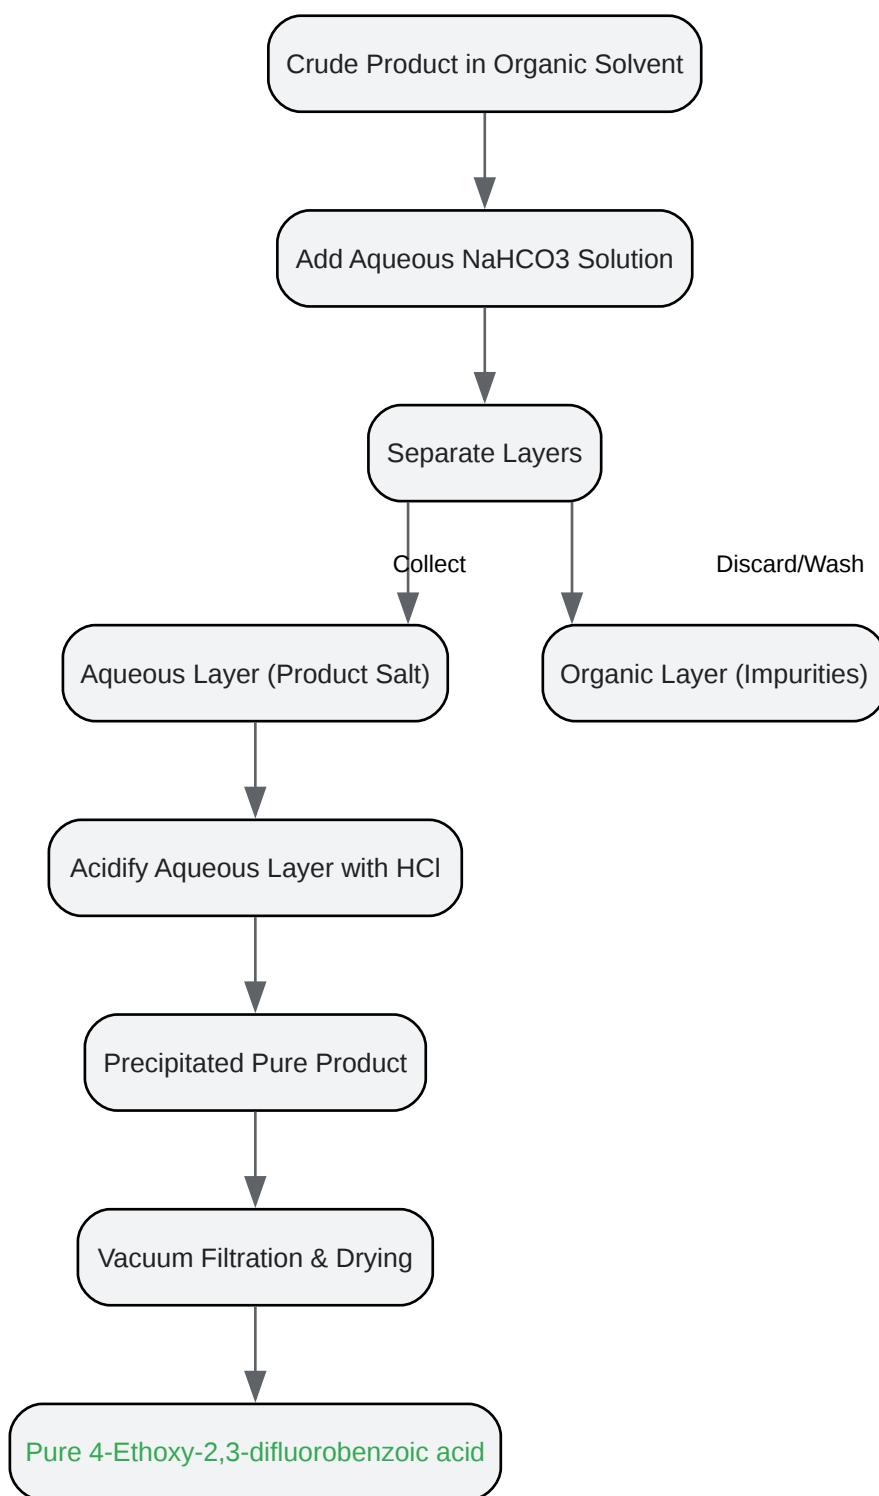 Crude Product in Organic Solvent
Add Aqueous NaHCO3 Solution
Separate Layers
Collect
Discard/Wash
Aqueous Layer (Product Salt)
Organic Layer (Impurities)
Acidify Aqueous Layer with HCl
Precipitated Pure Product
Vacuum Filtration & Drying
Pure 4-Ethoxy-2,3-difluorobenzoic acid